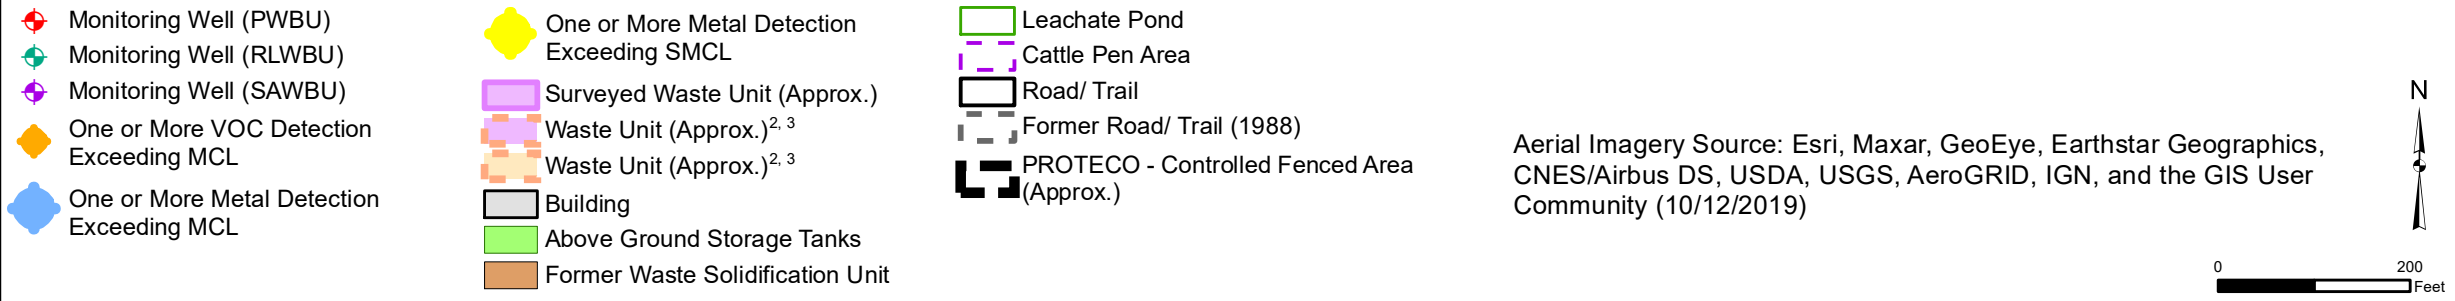 Monitoring Well (PWBU)
Monitoring Well (RLWBU)
Monitoring Well (SAWBU)
One or More VOC Detection
Exceeding MCL
One or More Metal Detection
Exceeding MCL
One or More Metal Detection
Exceeding SMCL
Surveyed Waste Unit (Approx.)
Waste Unit (Approx.)2, 3
Waste Unit (Approx.)2, 3
Building
Above Ground Storage Tanks
Former Waste Solidification Unit
Leachate Pond
Cattle Pen Area
Road/ Trail
Former Road/ Trail (1988)
PROTECO - Controlled Fenced Area
(Approx.)
Aerial Imagery Source: Esri, Maxar, GeoEye, Earthstar Geographics,
CNES/Airbus DS, USDA, USGS, AeroGRID, IGN, and the GIS User
Community (10/12/2019)
N
0 200
Feet